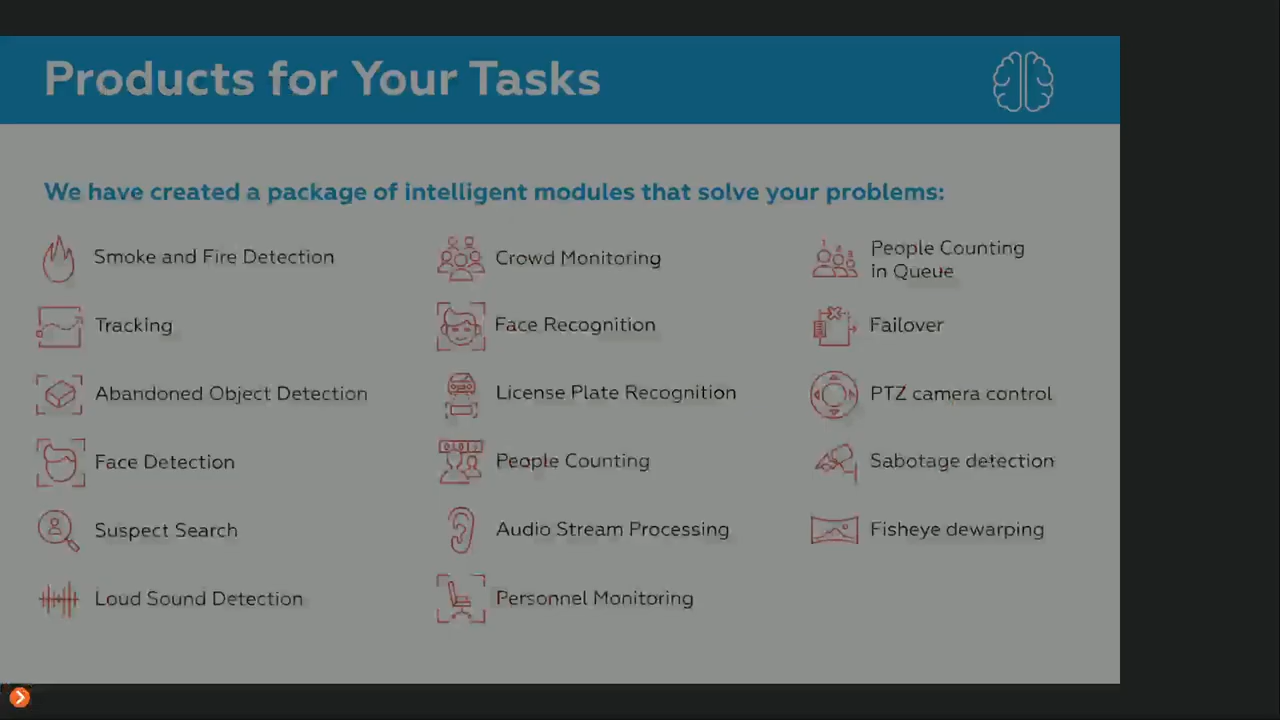 Products for Your Tasks
We have created a package of intelligent modules that solve your problems:
Smoke and Fire Detection
Tracking
Abandoned Object Detection
Face Detection
Suspect Search
Loud Sound Detection
Crowd Monitoring
Face Recognition
License Plate Recognition
People Counting
Audio Stream Processing
Personnel Monitoring
People Counting
in Queue
Failover
PTZ camera control
Sabotage detection
Fisheye dewarping